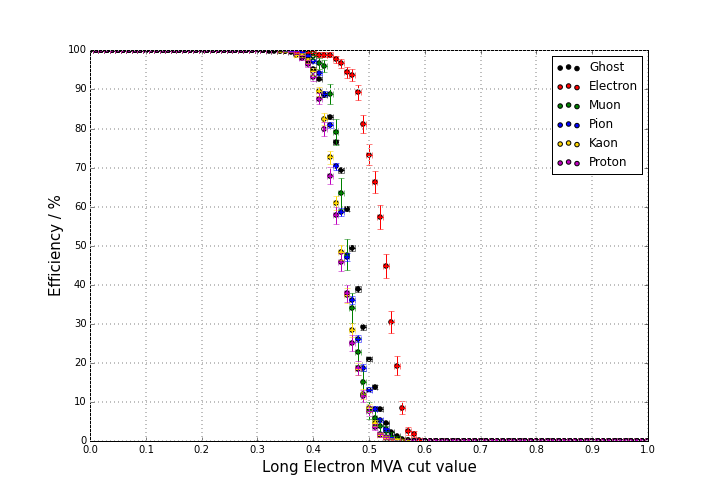 100
90
80
70
60
50
40
30
20
10
0
Efficiency / %
0.0 0.1 0.2 0.3 0.4 0.5 0.6 0.7 0.8 0.9 1.0
Long Electron MVA cut value
Ghost
Electron
Muon
Pion
Kaon
Proton